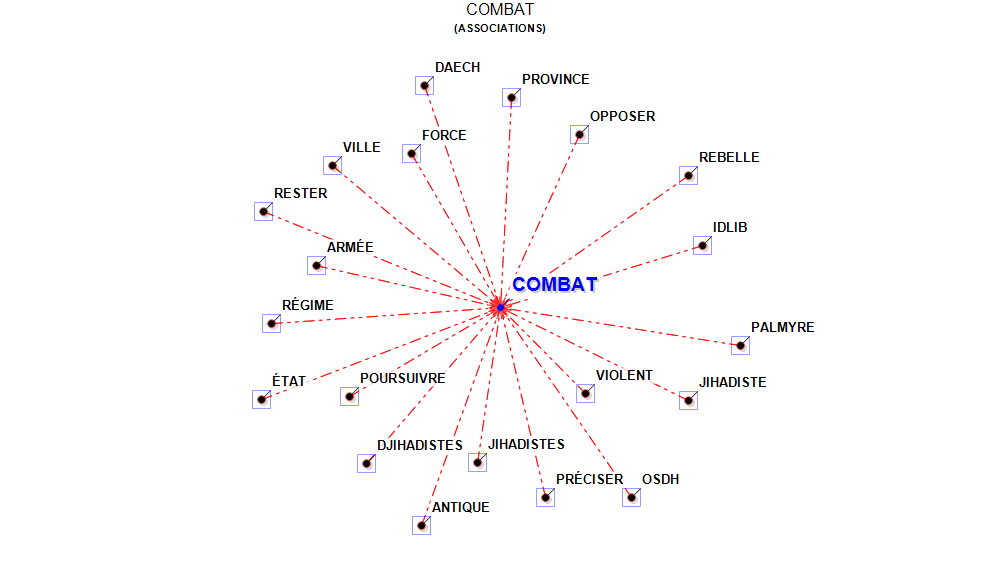 COMBAT
(ASSOCIATIONS)
DAECH
PROVINCE
OPPOSER
FORCE
VILLE
REBELLE
RESTER
IDLIB
ARMÉE
COMBAT
RÉGIME
PALMYRE
ÉTAT
POURSUIVRE
VIOLENT
JIHADISTE
DJIHADISTES
JIHADISTES
PRÉCISER
OSDH
ANTIQUE